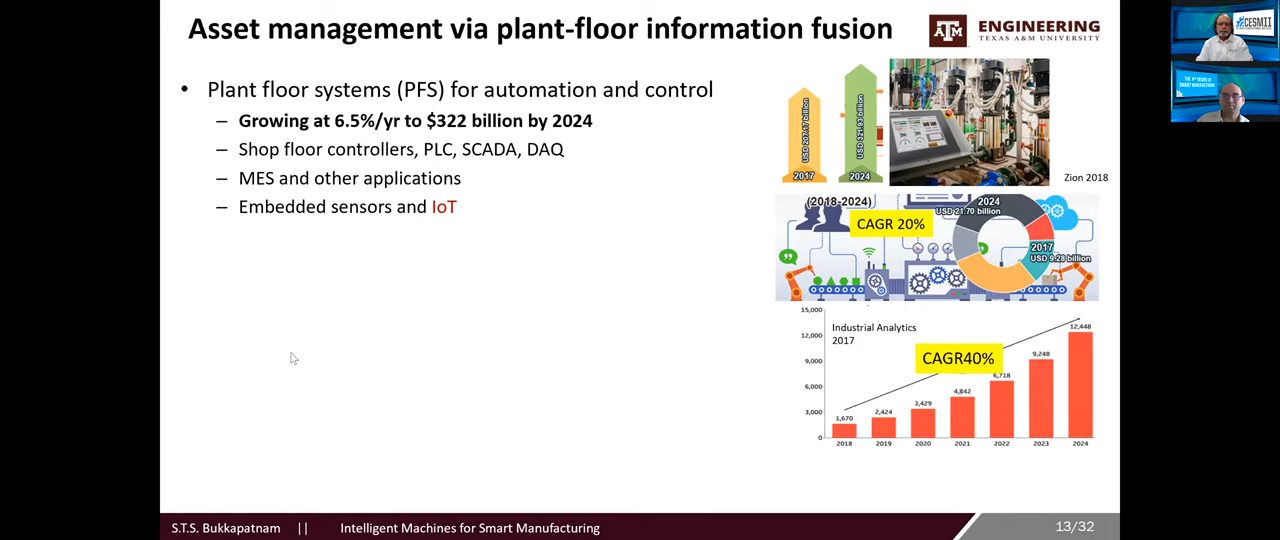 Asset management via plant-floor information fusion
ĀM ENGINEERING
TEXAS A&M UNIVERSITY
CESMII
• Plant floor systems (PFS) for automation and control
– Growing at 6.5%/yr to $322 billion by 2024
– Shop floor controllers, PLC, SCADA, DAQ
– MES and other applications
– Embedded sensors and IoT
2017
2024
Zion 2018
(2018-2024)
CAGR 20%
2024
USD 21.70 billion
2017
USD 9.28 billion
Industrial Analytics
2017
CAGR40%
15,000
12,000
9,000
6,000
3,000
0
1,670
2,424
3,429
4,842
6,718
9,248
12,448
2018 2019 2020 2021 2022 2023 2024
S.T.S. Bukkapatnam || Intelligent Machines for Smart Manufacturing 13/32